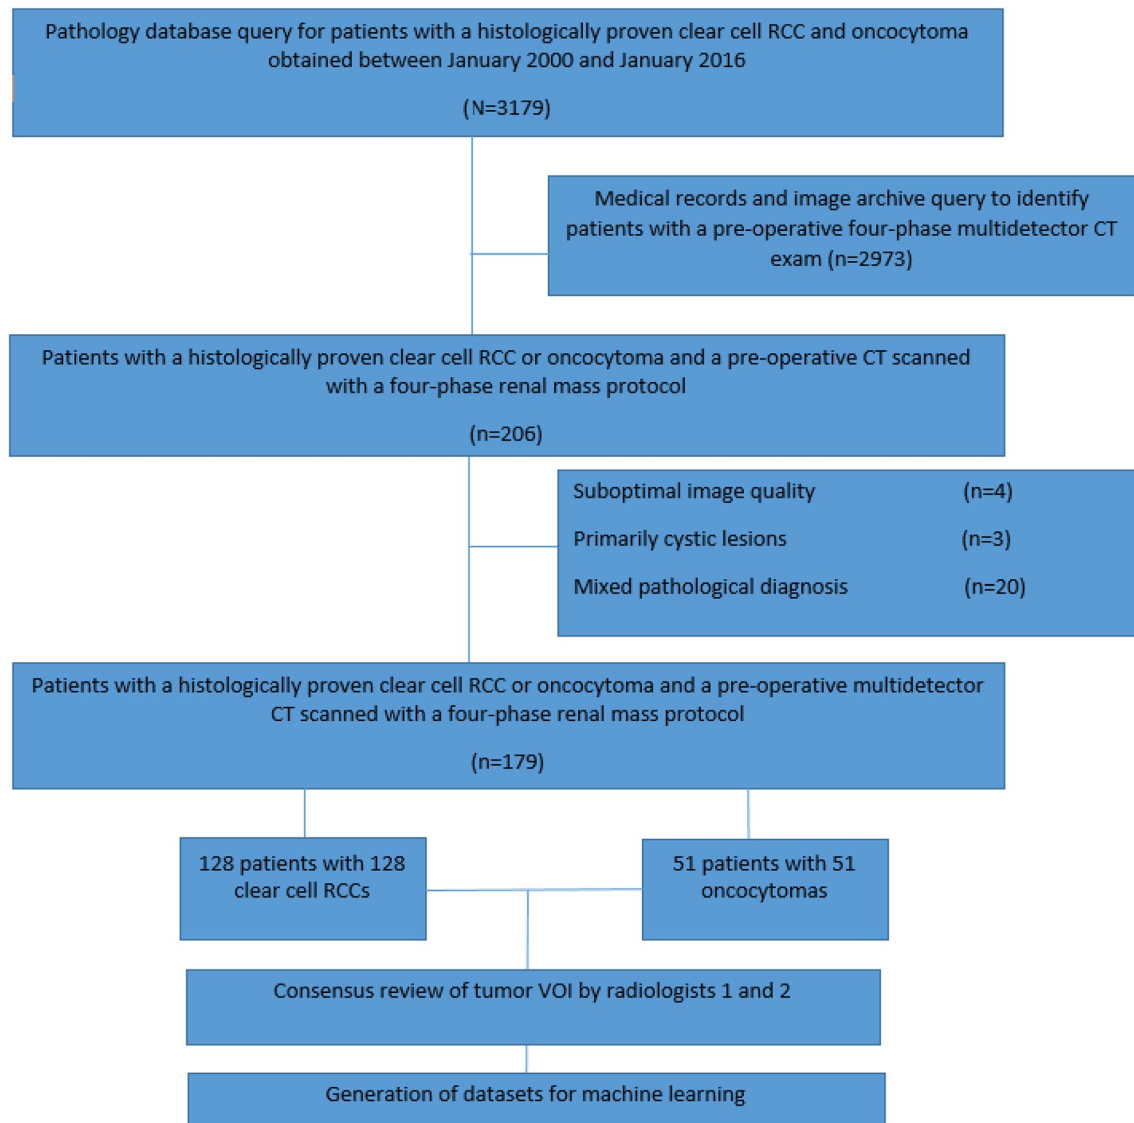 Pathology database query for patients with a histologically proven clear cell RCC and oncocytoma
obtained between January 2000 and January 2016
(N=3179)
Medical records and image archive query to identify
patients with a pre-operative four-phase multidetector CT
exam (n=2973)
Patients with a histologically proven clear cell RCC or oncocytoma and a pre-operative CT scanned
with a four-phase renal mass protocol
(n=206)
Suboptimal image quality (n=4)
Primarily cystic lesions (n=3)
Mixed pathological diagnosis (n=20)
Patients with a histologically proven clear cell RCC or oncocytoma and a pre-operative multidetector
CT scanned with a four-phase renal mass protocol
(n=179)
128 patients with 128
clear cell RCCs
51 patients with 51
oncocytomas
Consensus review of tumor VOI by radiologists 1 and 2
Generation of datasets for machine learning